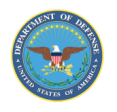 DEPARTMENT OF DEFENSE
UNITED STATES OF AMERICA